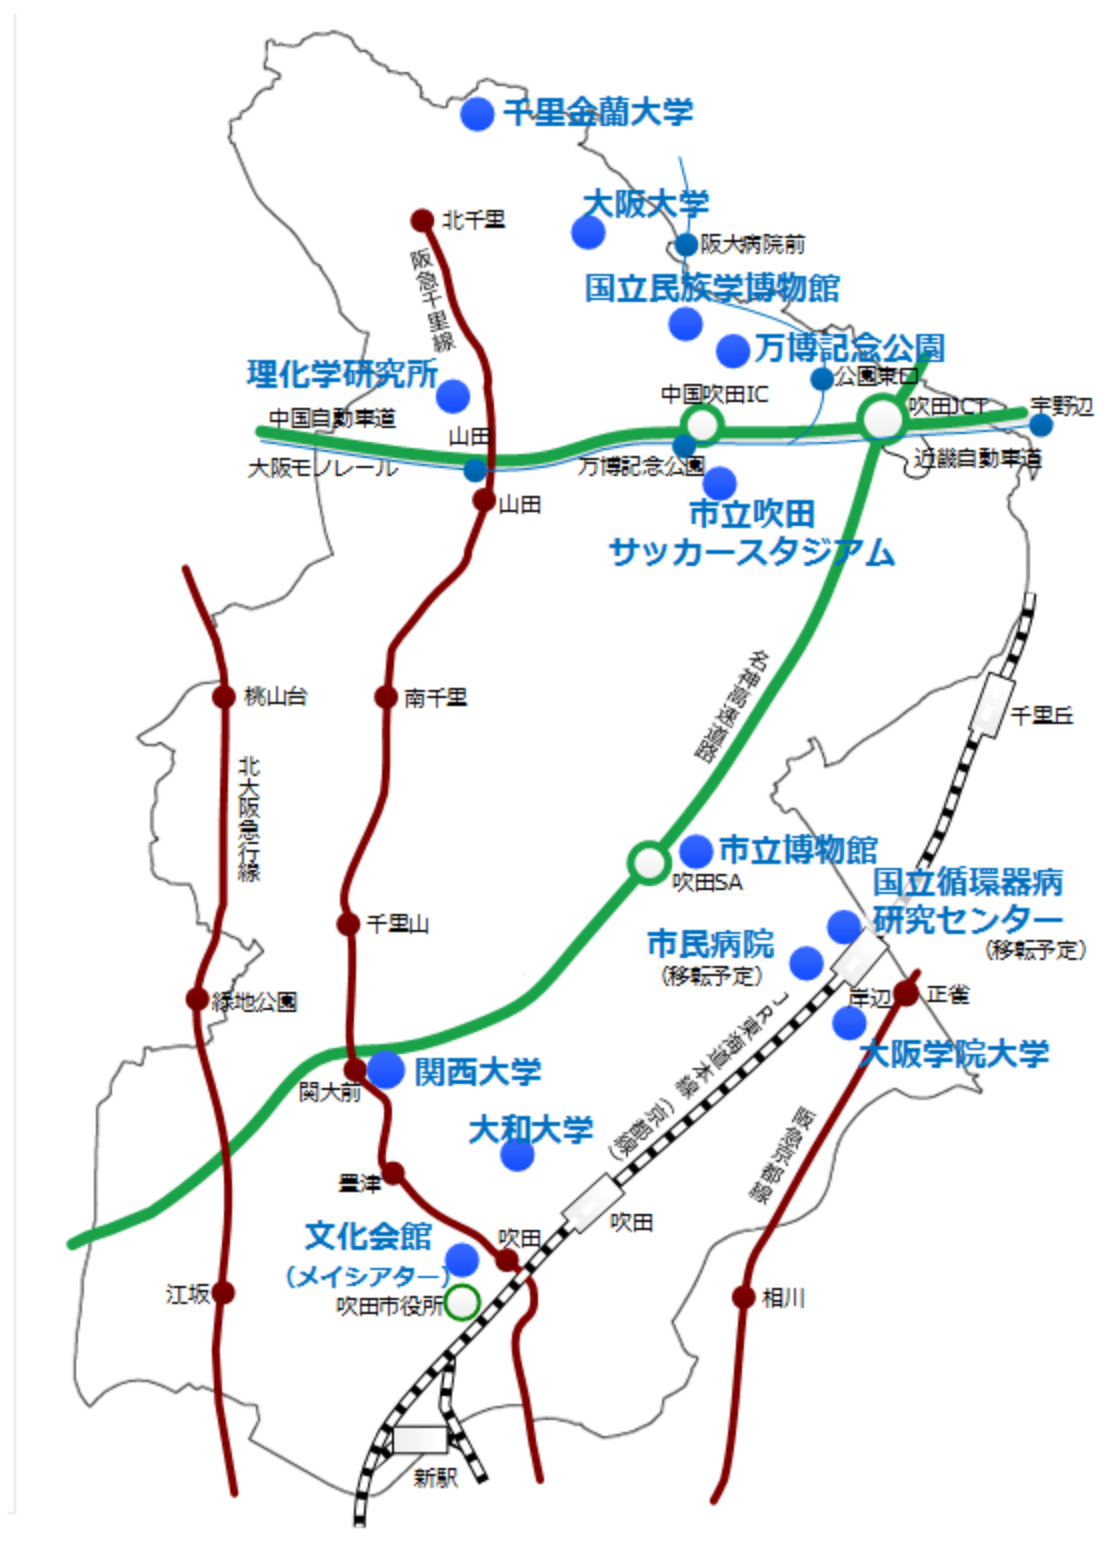 千里金蘭大学
大阪大学
北千里
阪大病院前
阪急千里線
国立民族学博物館
万博記念公園
理化学研究所
公園東口
中国吹田IC
吹田JCT
宇野辺
中国自動車道
山田
大阪モノレール
万博記念公園
近畿自動車道
山田
市立吹田
サッカースタジアム
名神高速道路
桃山台
南千里
千里丘
北大阪急行線
市立博物館
吹田SA
国立循環器病
研究センター
(移転予定)
千里山
市民病院
(移転予定)
緑地公園
岸辺
正雀
JR東海道本線(京都線)
大阪学院大学
関西大学
関大前
大和大学
阪急京都線
豊津
吹田
文化会館
(メイシアター)
吹田
吹田市役所
江坂
相川
新駅